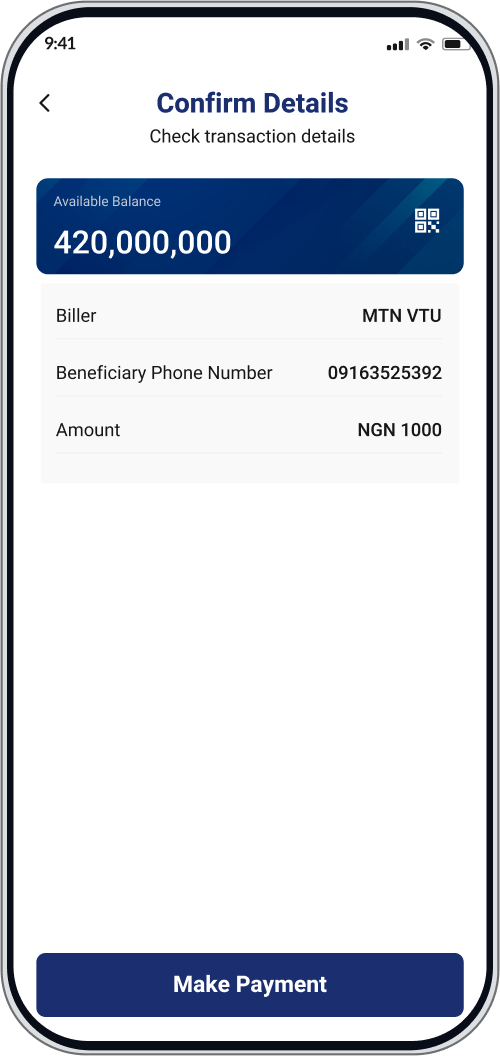 9:41
Confirm Details
Check transaction details
Available Balance
420,000,000
Biller MTN VTU
Beneficiary Phone Number 09163525392
Amount NGN 1000
Make Payment